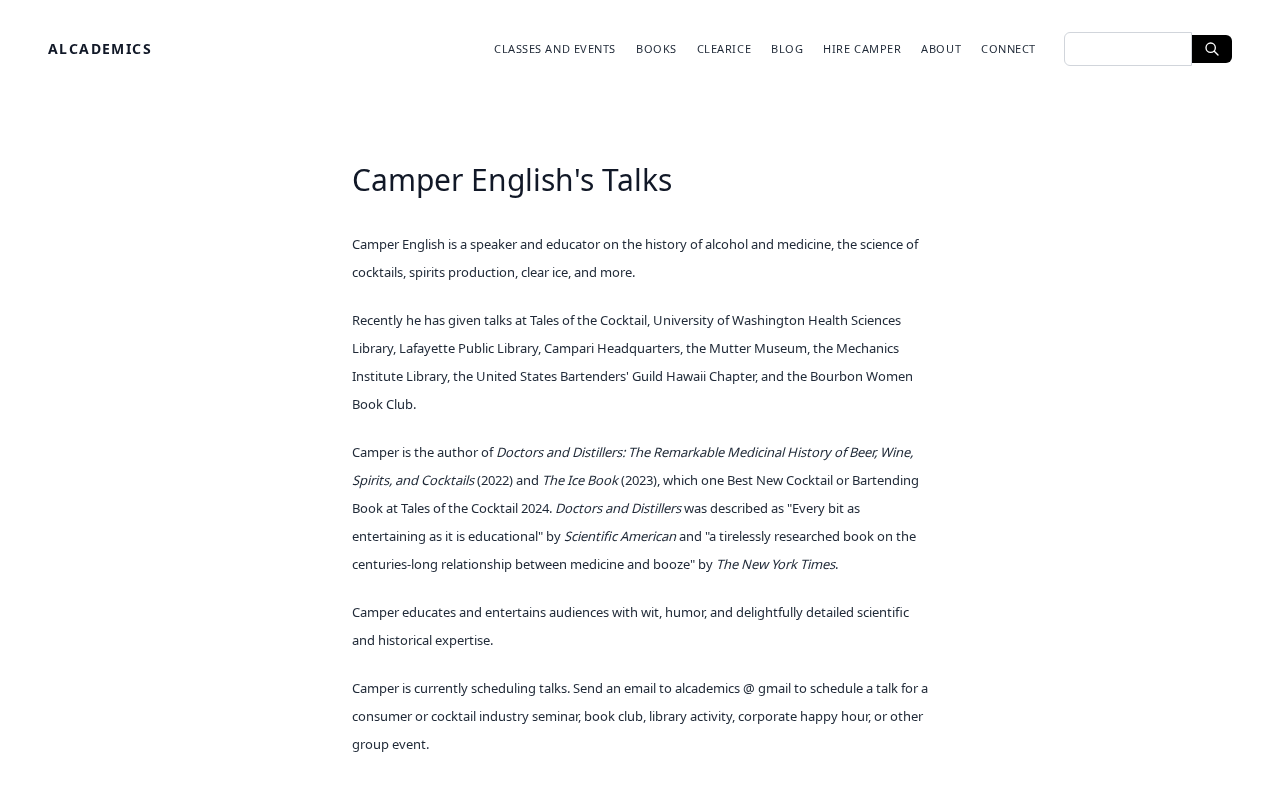 ALCADEMICS
CLASSES AND EVENTS BOOKS CLEARICE BLOG HIRE CAMPER ABOUT CONNECT
Camper English's Talks
Camper English is a speaker and educator on the history of alcohol and medicine, the science of
cocktails, spirits production, clear ice, and more.
Recently he has given talks at Tales of the Cocktail, University of Washington Health Sciences
Library, Lafayette Public Library, Campari Headquarters, the Mutter Museum, the Mechanics
Institute Library, the United States Bartenders' Guild Hawaii Chapter, and the Bourbon Women
Book Club.
Camper is the author of Doctors and Distillers: The Remarkable Medicinal History of Beer, Wine,
Spirits, and Cocktails (2022) and The Ice Book (2023), which one Best New Cocktail or Bartending
Book at Tales of the Cocktail 2024. Doctors and Distillers was described as "Every bit as
entertaining as it is educational" by Scientific American and "a tirelessly researched book on the
centuries-long relationship between medicine and booze" by The New York Times.
Camper educates and entertains audiences with wit, humor, and delightfully detailed scientific
and historical expertise.
Camper is currently scheduling talks. Send an email to alcademics @ gmail to schedule a talk for a
consumer or cocktail industry seminar, book club, library activity, corporate happy hour, or other
group event.